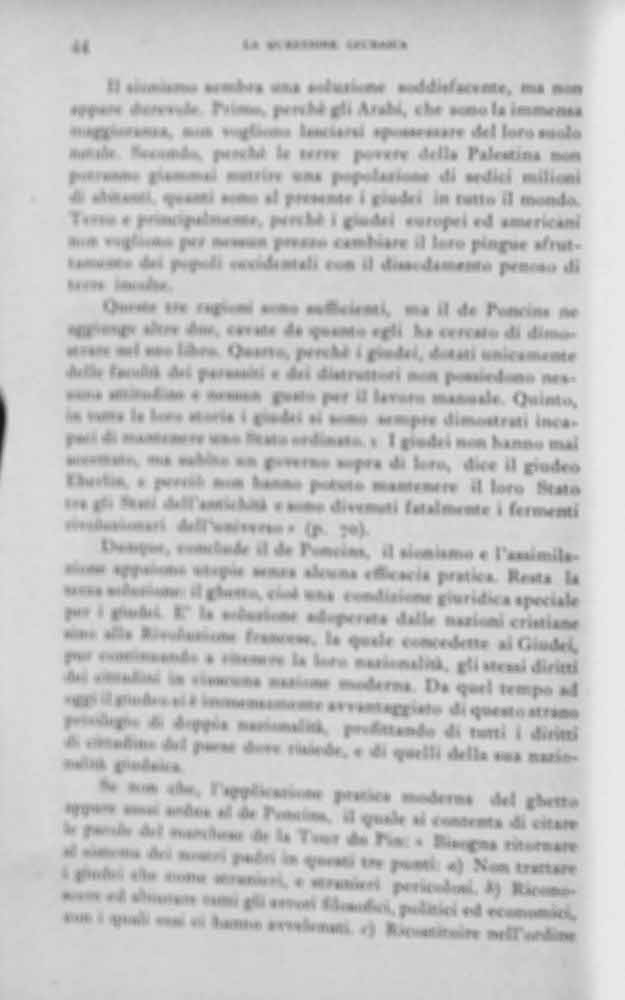 44 LA QUESTIONE GIUDAICA
Il sionismo sembra una soluzione soddisfacente, ma non
appare durevole. Primo, perchè gli Arabi, che sono la immensa
maggioranza, non vogliono lasciarsi spossessare del loro suolo
natale. Secondo, perchè le terre povere della Palestina non
potranno giammai nutrire una popolazione di sedici milioni
di abitanti, quanti sono al presente i giudei in tutto il mondo.
Terzo e principalmente, perchè i giudei europei ed americani
non vogliono per nessun prezzo cambiare il loro pingue sfrut-
tamento dei popoli occidentali con il dissodamento penoso di
terre incolte.
Queste tre ragioni sono sufficienti, ma il de Poncins ne
aggiunge altre due, cavate da quanto egli ha cercato di dimo-
strare nel suo libro. Quarto, perchè i giudei, dotati unicamente
delle facoltà dei parassiti e dei distruttori non possiedono nes-
suna attitudine e nessun gusto per il lavoro manuale. Quinto,
in tutta la loro storia i giudei si sono sempre dimostrati inca-
paci di mantenere uno Stato ordinato. « I giudei non hanno mai
accettato, ma subìto un governo sopra di loro, dice il giudeo
Eberlin, e perciò non hanno potuto mantenere il loro Stato
tra gli Stati dell'antichità e sono divenuti fatalmente i fermenti
rivoluzionari dell'universo » (p. 70).
Dunque, conclude il de Poncins, il sionismo e l'assimila-
zione appaiono utopie senza alcuna efficacia pratica. Resta la
terza soluzione: il ghetto, cioè una condizione giuridica speciale
per i giudei. E' la soluzione adoperata dalle nazioni cristiane
sino alla Rivoluzione francese, la quale concedette ai Giudei,
pur continuando a ritenere la loro nazionalità, gli stessi diritti
dei cittadini in ciascuna nazione moderna. Da quel tempo ad
oggi il giudeo si è immensamente avvantaggiato di questo strano
privilegio di doppia nazionalità, profittando di tutti i diritti
di cittadino del paese dove risiede, e di quelli della sua nazio-
nalità giudaica.
Se non che, l'applicazione pratica moderna del ghetto
appare assai ardua al de Poncins, il quale si contenta di citare
le parole del marchese de la Tour du Pin: « Bisogna ritornare
al sistema dei nostri padri in questi tre punti: a) Non trattare
i giudei che come stranieri, e stranieri pericolosi. b) Ricono-
scere ed abiurare tutti gli errori filosofici, politici ed economici,
con i quali essi ci hanno avvelenati. c) Ricostituire nell'ordine